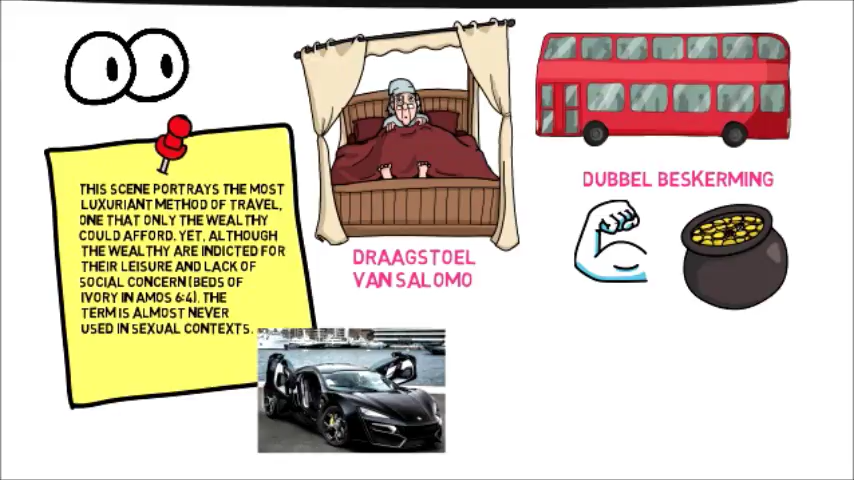 THIS SCENE PORTRAYS THE MOST
LUXURIANT METHOD OF TRAVEL,
ONE THAT ONLY THE WEALTHY
COULD AFFORD. YET, ALTHOUGH
THE WEALTHY ARE INDICTED FOR
THEIR LEISURE AND LACK OF
SOCIAL CONCERN (BEDS OF
IVORY IN AMOS 6:4), THE
TERM IS ALMOST NEVER
USED IN SEXUAL CONTEXTS.
DRAAGSTOEL
VAN SALOMO
DUBBEL BESKERMING